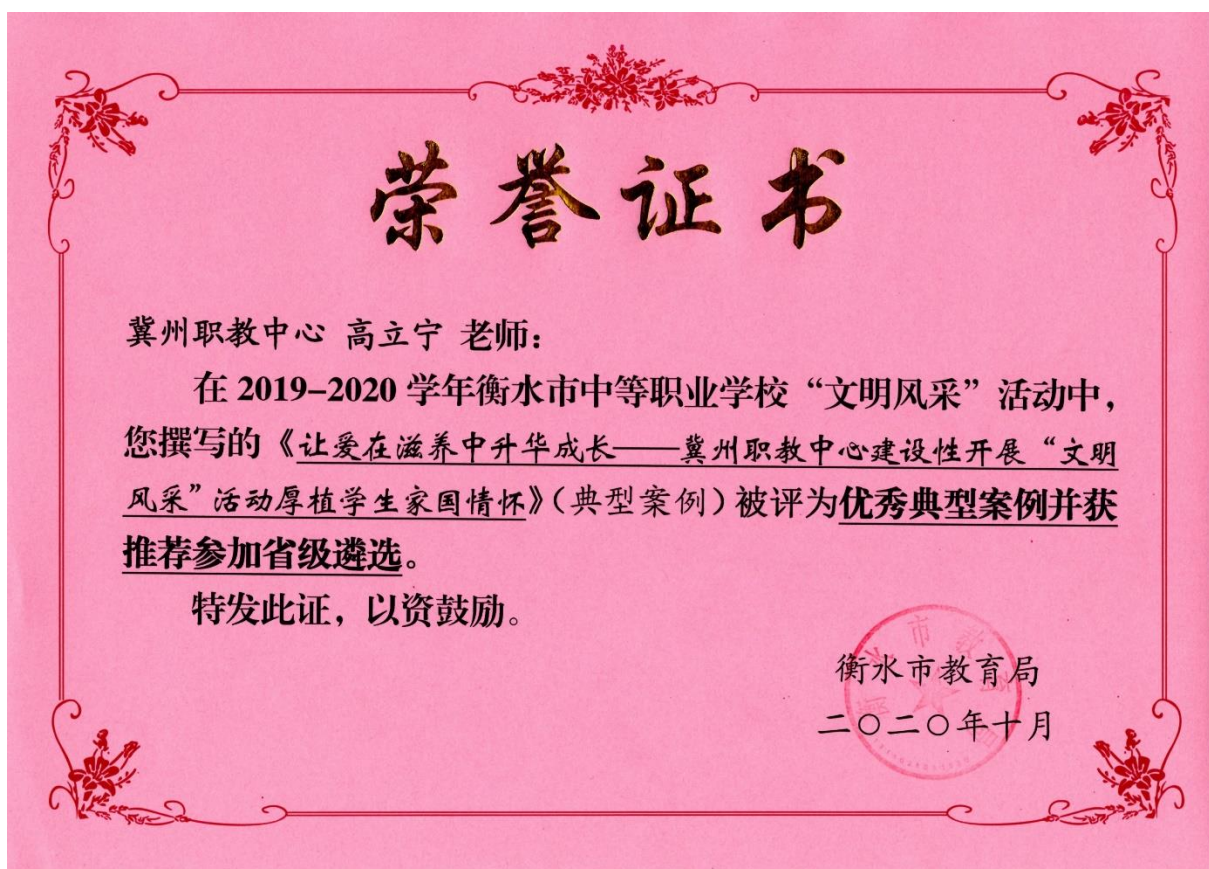 荣誉证书
冀州职教中心 高立宁 老师：
在 2019–2020 学年衡水市中等职业学校“文明风采”活动中，
您撰写的《让爱在滋养中升华成长——冀州职教中心建设性开展“文明
风采”活动厚植学生家国情怀》（典型案例）被评为优秀典型案例并获
推荐参加省级遴选。
特发此证，以资鼓励。
衡水市教育局
二〇二〇年十月